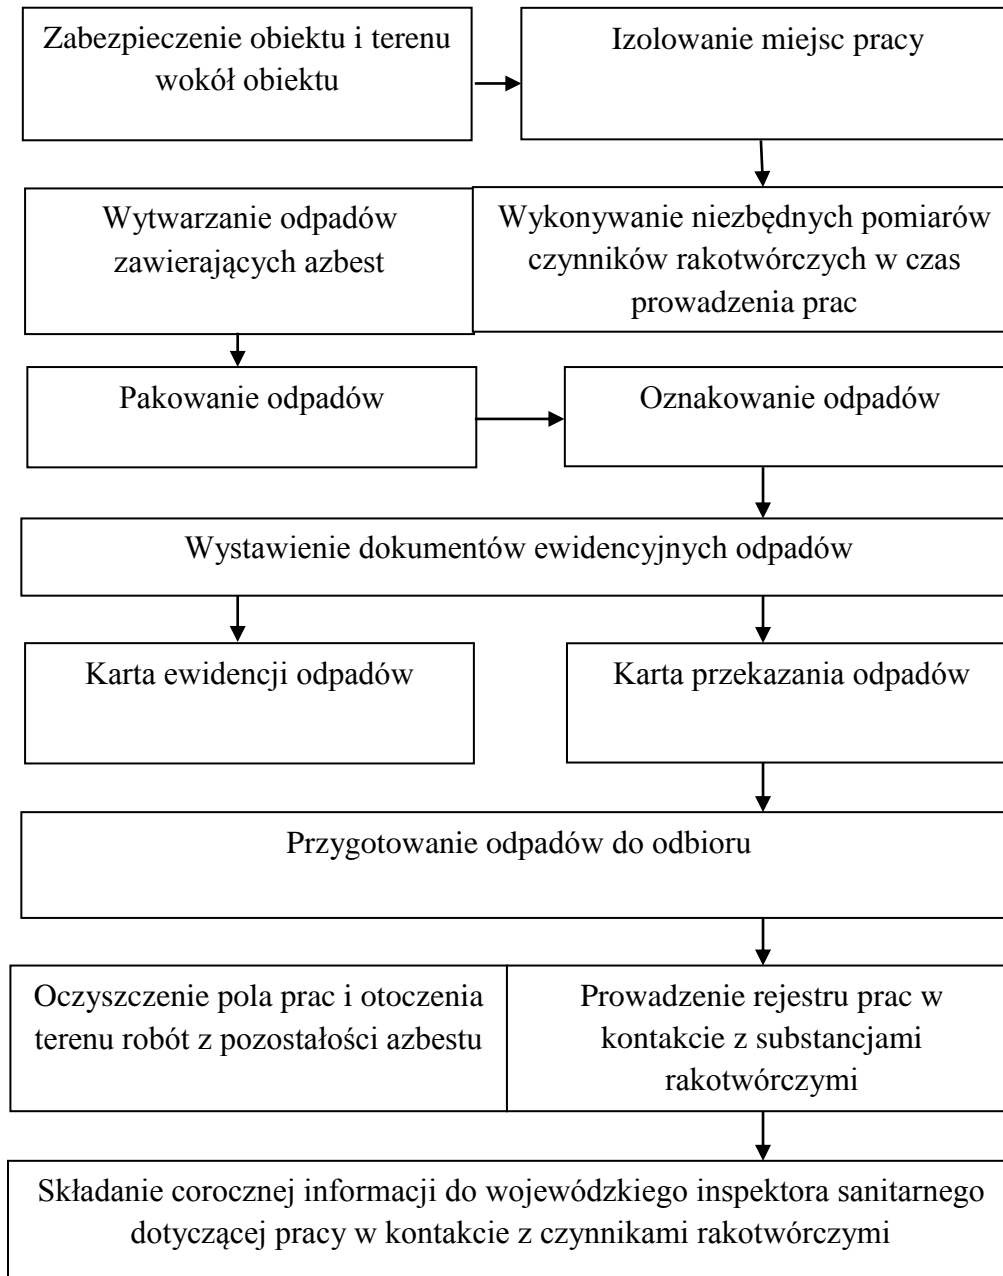 Zabezpieczenie obiektu i terenu
wokół obiektu
Izolowanie miejsc pracy
Wytwarzanie odpadów
zawierających azbest
Wykonywanie niezbędnych pomiarów
czynników rakotwórczych w czas
prowadzenia prac
Pakowanie odpadów
Oznakowanie odpadów
Wystawienie dokumentów ewidencyjnych odpadów
Karta ewidencji odpadów
Karta przekazania odpadów
Przygotowanie odpadów do odbioru
Oczyszczenie pola prac i otoczenia
terenu robót z pozostałości azbestu
Prowadzenie rejestru prac w
kontakcie z substancjami
rakotwórczymi
Składanie corocznej informacji do wojewódzkiego inspektora sanitarnego
dotyczącej pracy w kontakcie z czynnikami rakotwórczymi